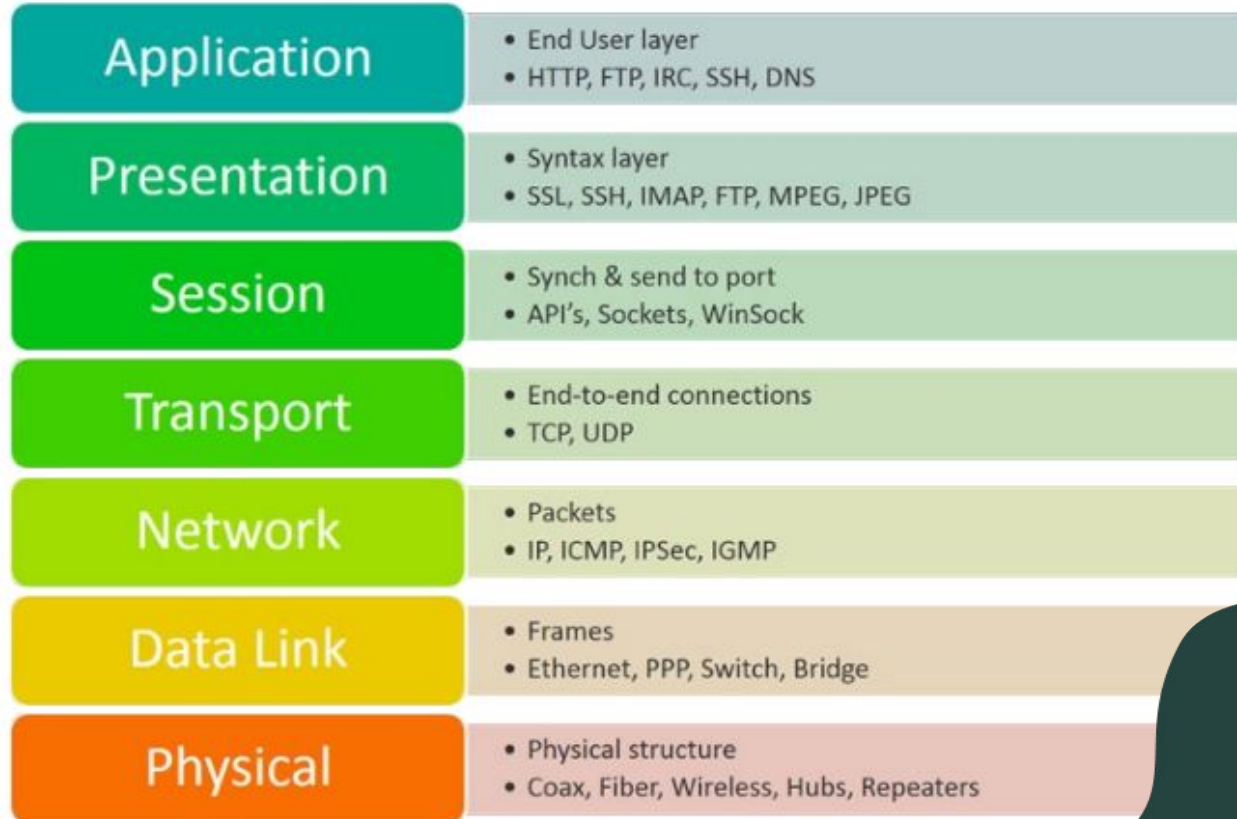 Application
• End User layer
• HTTP, FTP, IRC, SSH, DNS
Presentation
• Syntax layer
• SSL, SSH, IMAP, FTP, MPEG, JPEG
Session
• Synch & send to port
• API’s, Sockets, WinSock
Transport
• End-to-end connections
• TCP, UDP
Network
• Packets
• IP, ICMP, IPSec, IGMP
Data Link
• Frames
• Ethernet, PPP, Switch, Bridge
Physical
• Physical structure
• Coax, Fiber, Wireless, Hubs, Repeaters